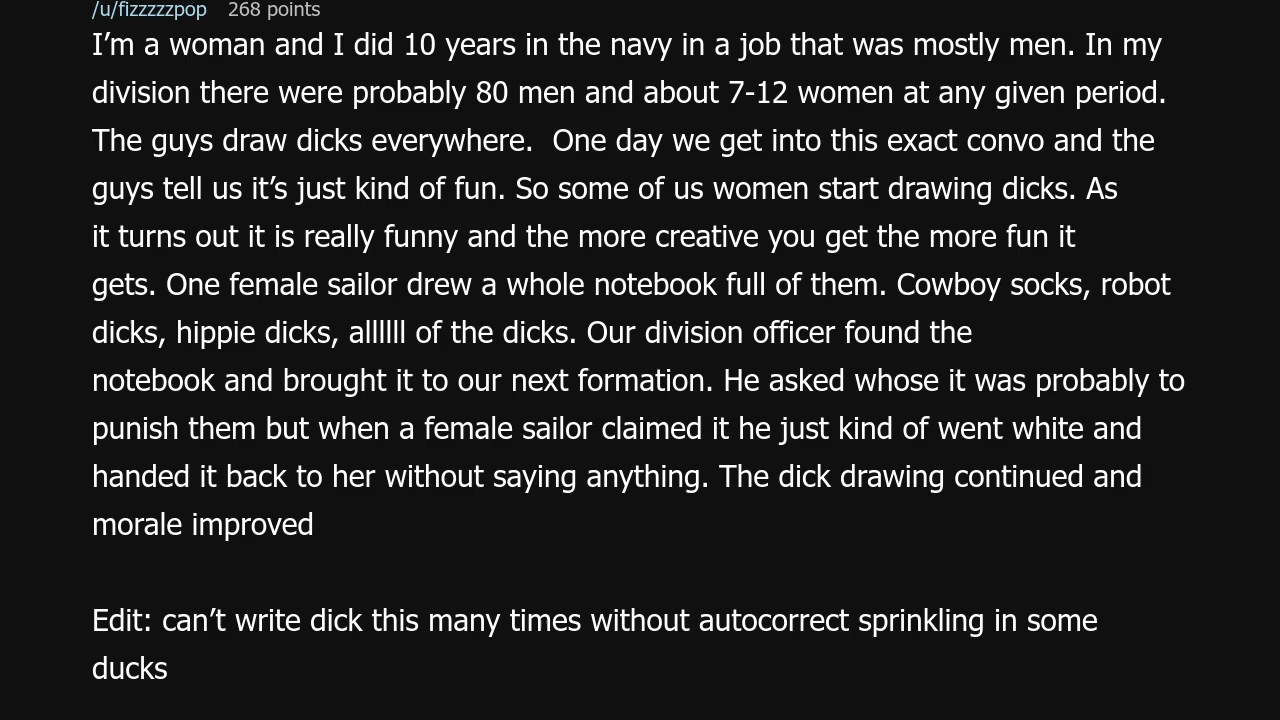 /u/fizzzzzpop 268 points
I’m a woman and I did 10 years in the navy in a job that was mostly men. In my
division there were probably 80 men and about 7-12 women at any given period.
The guys draw dicks everywhere.  One day we get into this exact convo and the
guys tell us it’s just kind of fun. So some of us women start drawing dicks. As
it turns out it is really funny and the more creative you get the more fun it
gets. One female sailor drew a whole notebook full of them. Cowboy socks, robot
dicks, hippie dicks, allllll of the dicks. Our division officer found the
notebook and brought it to our next formation. He asked whose it was probably to
punish them but when a female sailor claimed it he just kind of went white and
handed it back to her without saying anything. The dick drawing continued and
morale improved
Edit: can’t write dick this many times without autocorrect sprinkling in some
ducks